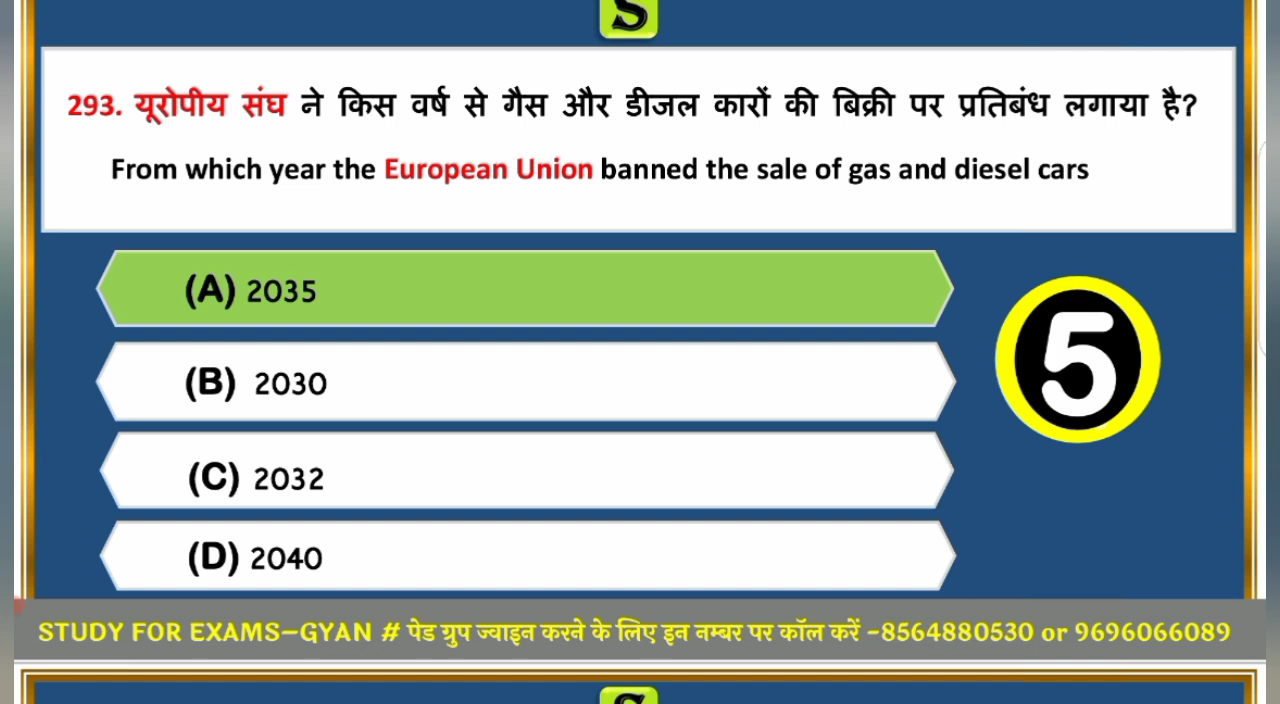 S
293. यूरोपीय संघ ने किस वर्ष से गैस और डीजल कारों की बिक्री पर प्रतिबंध लगाया है?
From which year the European Union banned the sale of gas and diesel cars
(A) 2035
(B) 2030
5
(C) 2032
(D) 2040
STUDY FOR EXAMS–GYAN # पेड ग्रुप ज्वाइन करने के लिए इन नम्बर पर कॉल करें -8564880530 or 9696066089
S